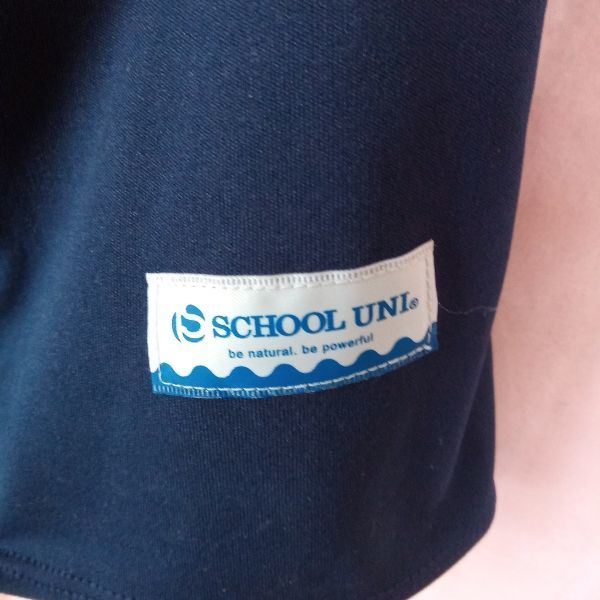 S SCHOOL UNI®
be natural. be powerful